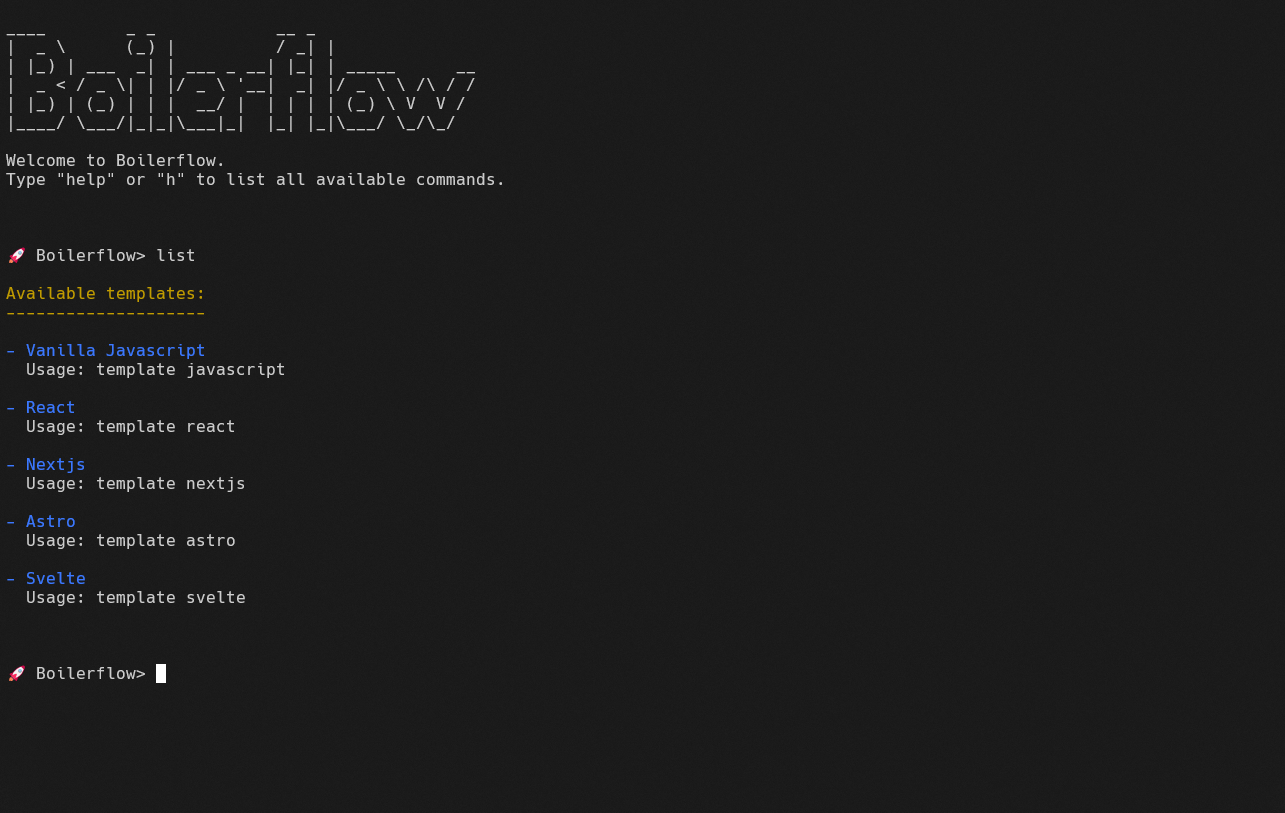 ____        _ _            __ _
|  _ \      (_) |          / _| |
| |_) | ___  _| | ___ _ __| |_| | _____      __
|  _ < / _ \| | |/ _ \ '__|  _| |/ _ \ \ /\ / /
| |_) | (_) | | |  __/ |  | | | | (_) \ V  V /
|____/ \___/|_|_|\___|_|  |_| |_|\___/ \_/\_/
Welcome to Boilerflow.
Type "help" or "h" to list all available commands.
🚀 Boilerflow> list
Available templates:
--------------------
- Vanilla Javascript
Usage: template javascript
- React
Usage: template react
- Nextjs
Usage: template nextjs
- Astro
Usage: template astro
- Svelte
Usage: template svelte
🚀 Boilerflow>